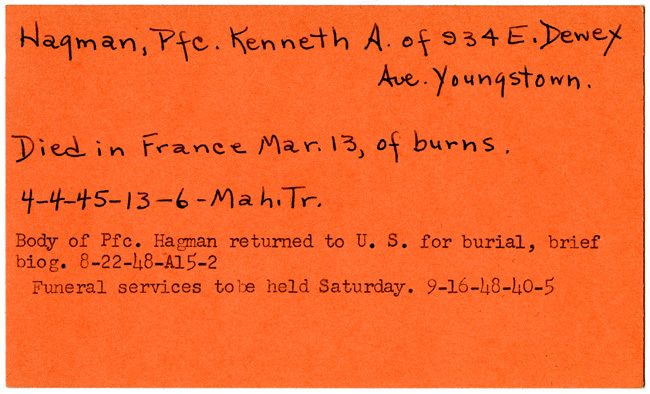 Hagman, Pfc. Kenneth A. of 934 E. Dewey
Ave. Youngstown.
Died in France Mar. 13, of burns.
4-4-45-13-6-Mah.Tr.
Body of Pfc. Hagman returned to U. S. for burial, brief
biog. 8-22-48-A15-2
Funeral services tobe held Saturday. 9-16-48-40-5